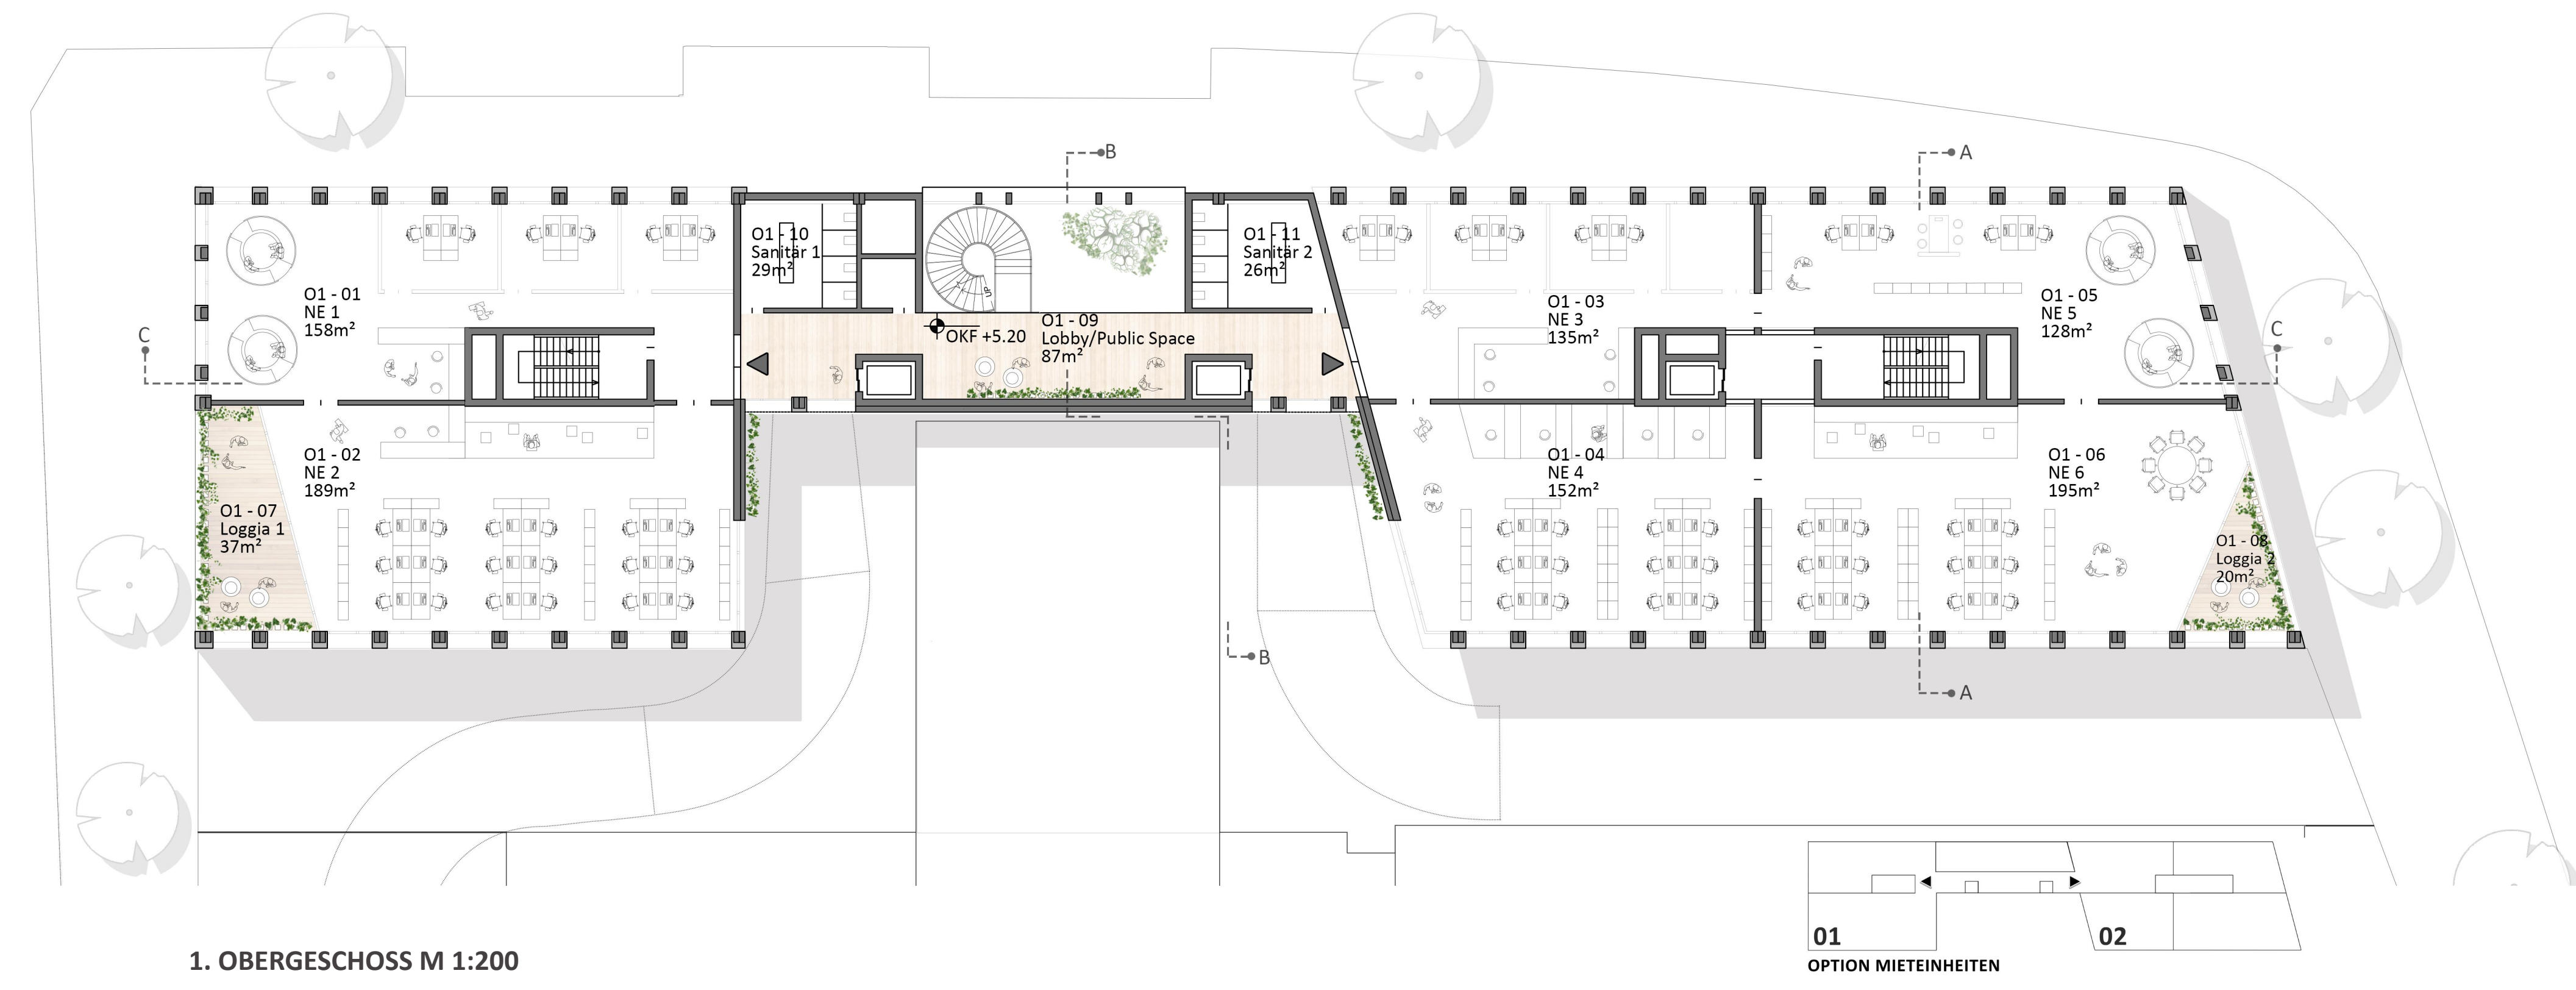 B
A
O1 - 10
Sanitär 1
29m²
O1 - 11
Sanitär 2
26m²
UP
O1 - 01
NE 1
158m²
O1 - 09
Lobby/Public Space
87m²
OKF +5.20
O1 - 03
NE 3
135m²
O1 - 05
NE 5
128m²
C
C
O1 - 02
NE 2
189m²
O1 - 04
NE 4
152m²
O1 - 06
NE 6
195m²
O1 - 07
Loggia 1
37m²
O1 - 08
Loggia 2
20m²
B
A
01
02
OPTION MIETEINHEITEN
1. OBERGESCHOSS M 1:200